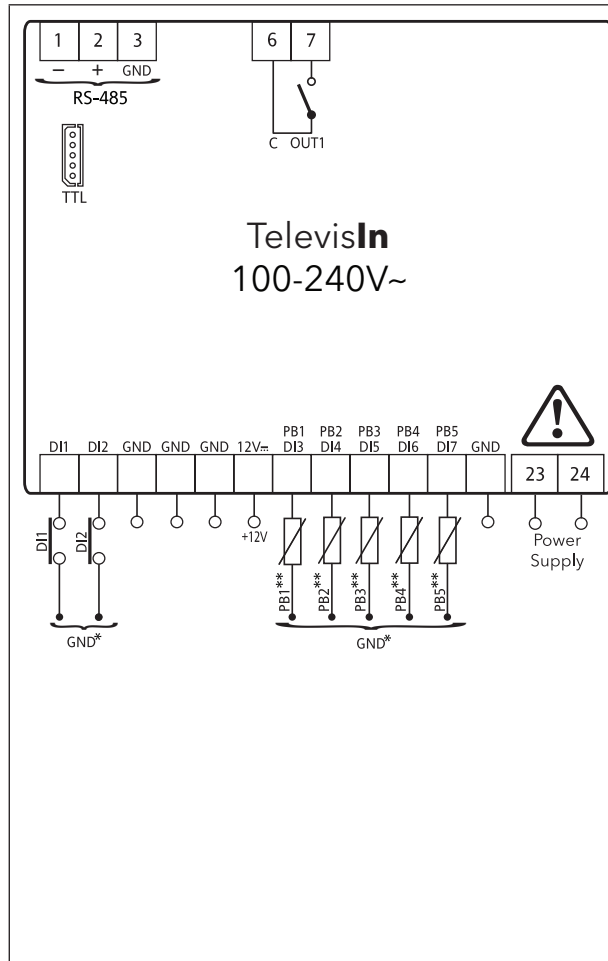 1 2 3 6 7
− + GND
RS-485
C OUT1
TTL
TelevisIn
100-240V~
PB1 PB2 PB3 PB4 PB5
DI1 DI2 GND GND GND 12V⎓ DI3 DI4 DI5 DI6 DI7 GND
23 24
+12V
Power
Supply
DI1 DI2
PB1** PB2** PB3** PB4** PB5**
GND* GND*